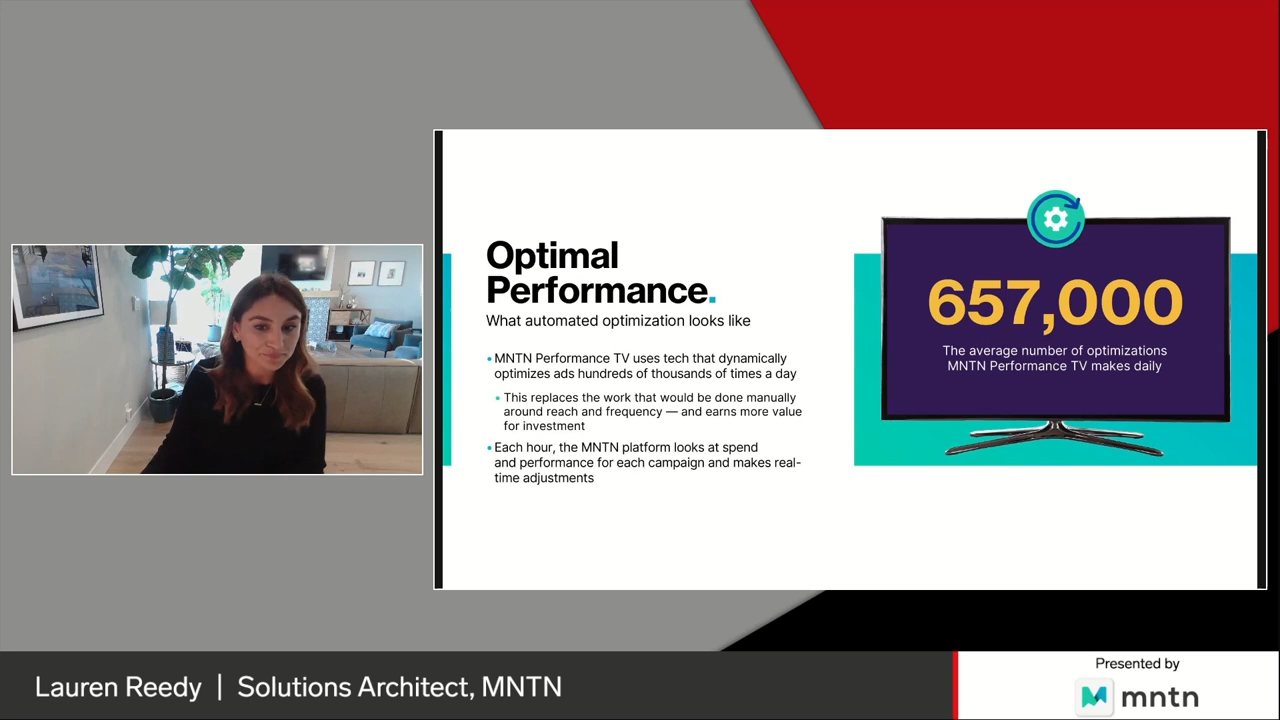 Optimal
Performance.
What automated optimization looks like
• MNTN Performance TV uses tech that dynamically
optimizes ads hundreds of thousands of times a day
• This replaces the work that would be done manually
around reach and frequency — and earns more value
for investment
• Each hour, the MNTN platform looks at spend
and performance for each campaign and makes real-
time adjustments
657,000
The average number of optimizations
MNTN Performance TV makes daily
Lauren Reedy | Solutions Architect, MNTN
Presented by
mntn